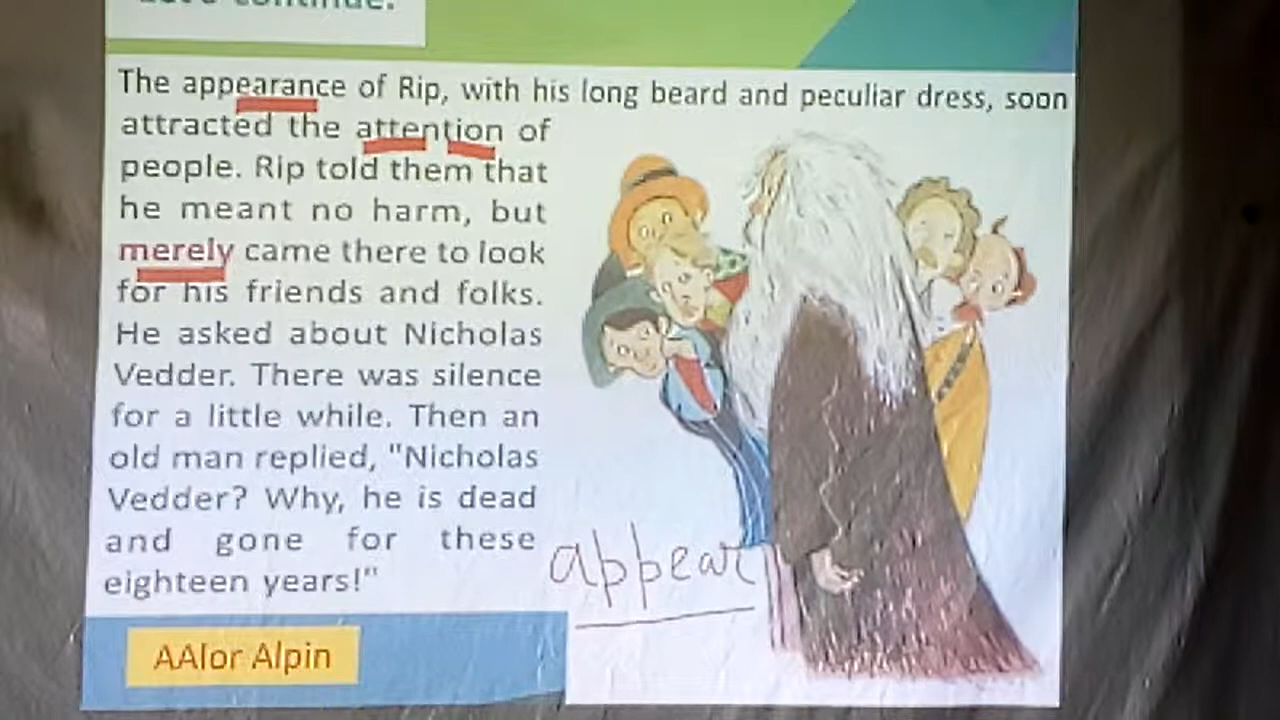 continue.
The appearance of Rip, with his long beard and peculiar dress, soon
attracted the attention of
people. Rip told them that
he meant no harm, but
merely came there to look
for his friends and folks.
He asked about Nicholas
Vedder. There was silence
for a little while. Then an
old man replied, "Nicholas
Vedder? Why, he is dead
and gone for these
eighteen years!"
appear
AAlor Alpin